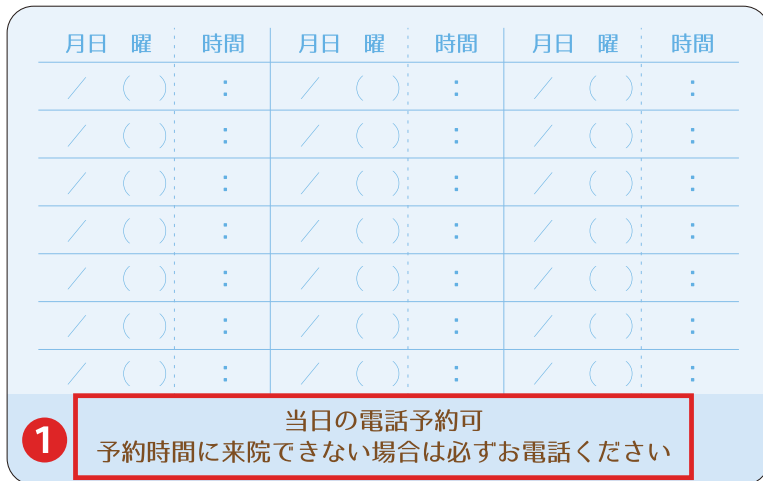 月日 曜 時間 月日 曜 時間 月日 曜 時間
／ （ ） ： ／ （ ） ： ／ （ ） ：
／ （ ） ： ／ （ ） ： ／ （ ） ：
／ （ ） ： ／ （ ） ： ／ （ ） ：
／ （ ） ： ／ （ ） ： ／ （ ） ：
／ （ ） ： ／ （ ） ： ／ （ ） ：
／ （ ） ： ／ （ ） ： ／ （ ） ：
／ （ ） ： ／ （ ） ： ／ （ ） ：
1
当日の電話予約可
予約時間に来院できない場合は必ずお電話ください